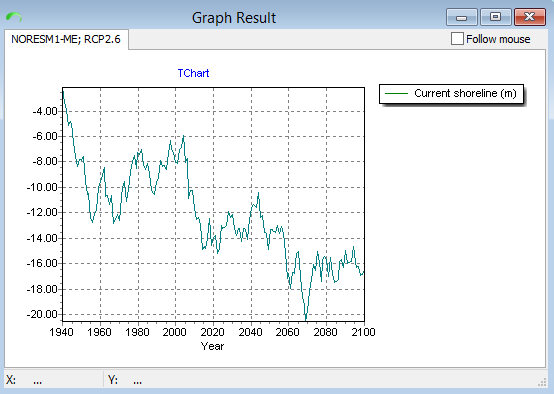 Graph Result
NORESM1-ME; RCP2.6
Follow mouse
TChart
Current shoreline (m)
-4.00
-6.00
-8.00
-10.00
-12.00
-14.00
-16.00
-18.00
-20.00
1940 1960 1980 2000 2020 2040 2060 2080 2100
Year
X: ... Y: ...